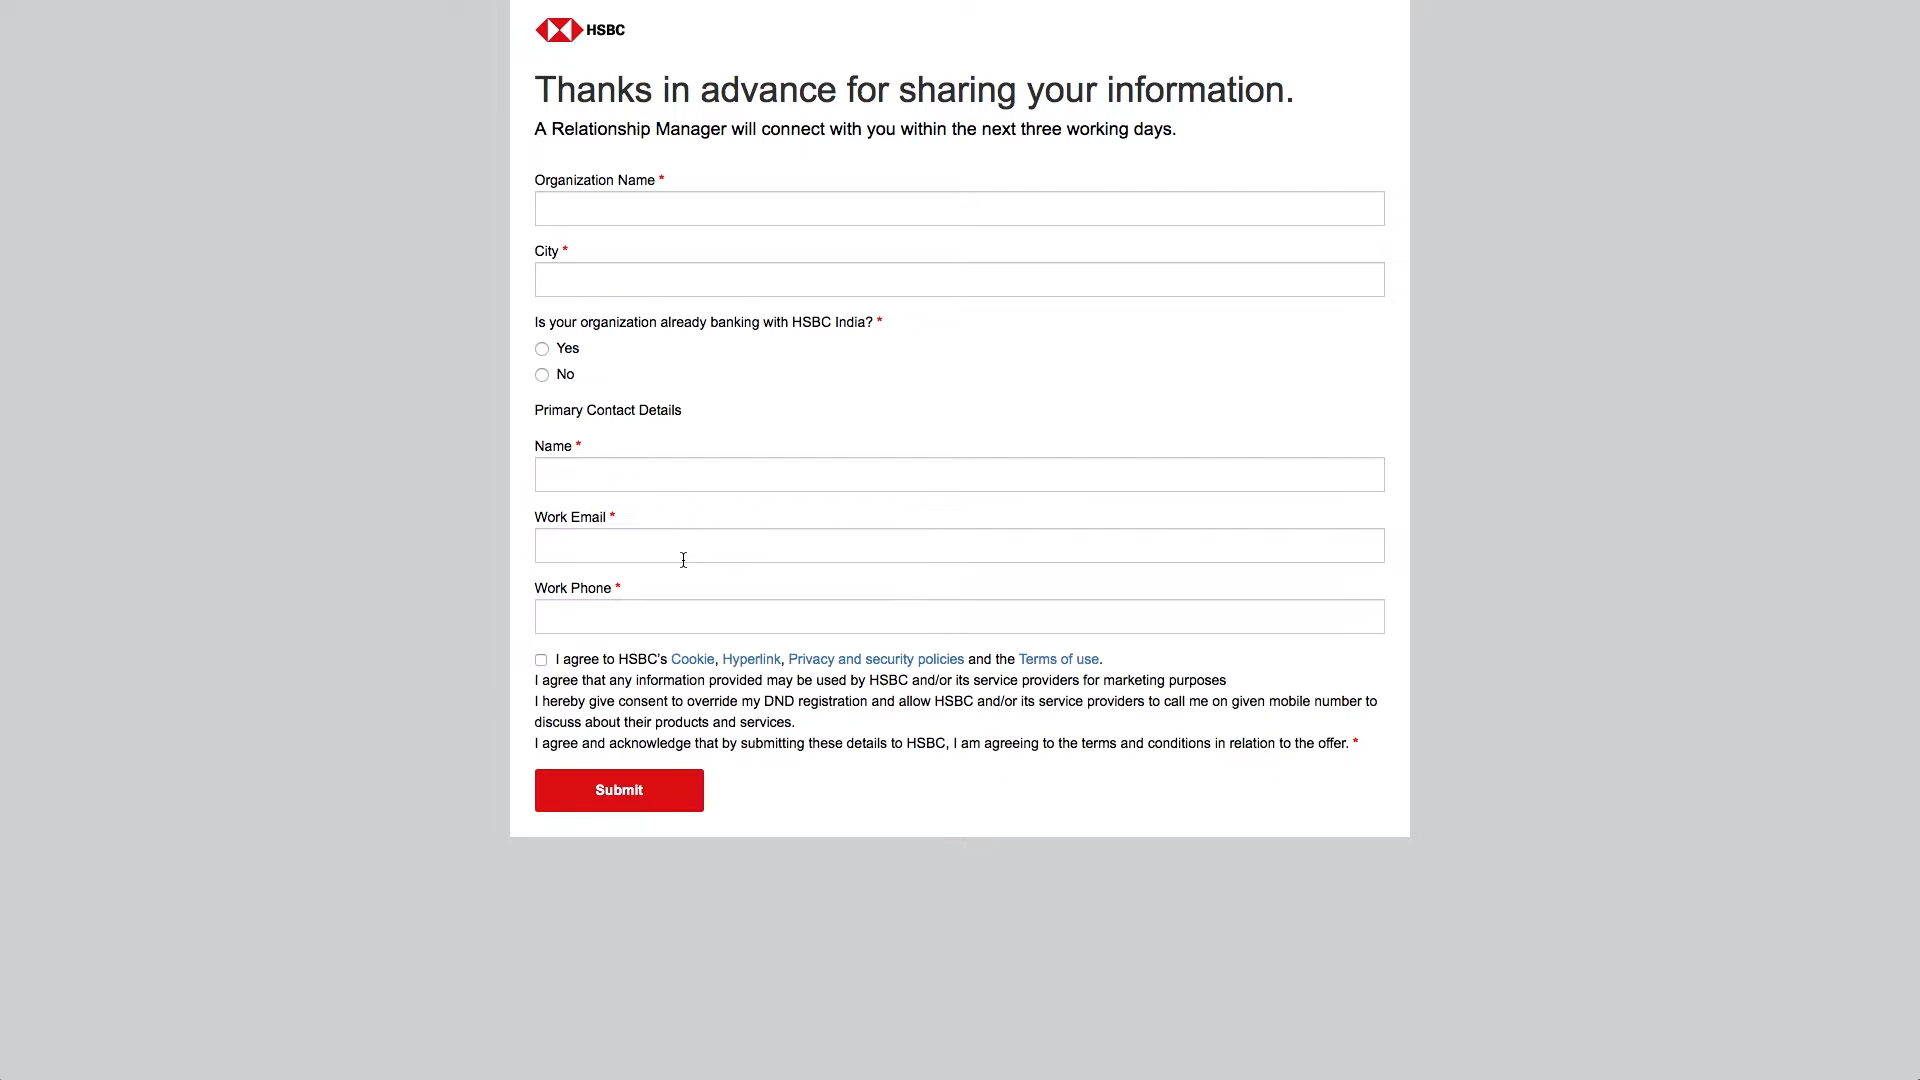 HSBC
Thanks in advance for sharing your information.
A Relationship Manager will connect with you within the next three working days.
Organization Name *
City *
Is your organization already banking with HSBC India? *
Yes
No
Primary Contact Details
Name *
Work Email *
Work Phone *
I agree to HSBC's Cookie, Hyperlink, Privacy and security policies and the Terms of use.
I agree that any information provided may be used by HSBC and/or its service providers for marketing purposes
I hereby give consent to override my DND registration and allow HSBC and/or its service providers to call me on given mobile number to
discuss about their products and services.
I agree and acknowledge that by submitting these details to HSBC, I am agreeing to the terms and conditions in relation to the offer. *
Submit